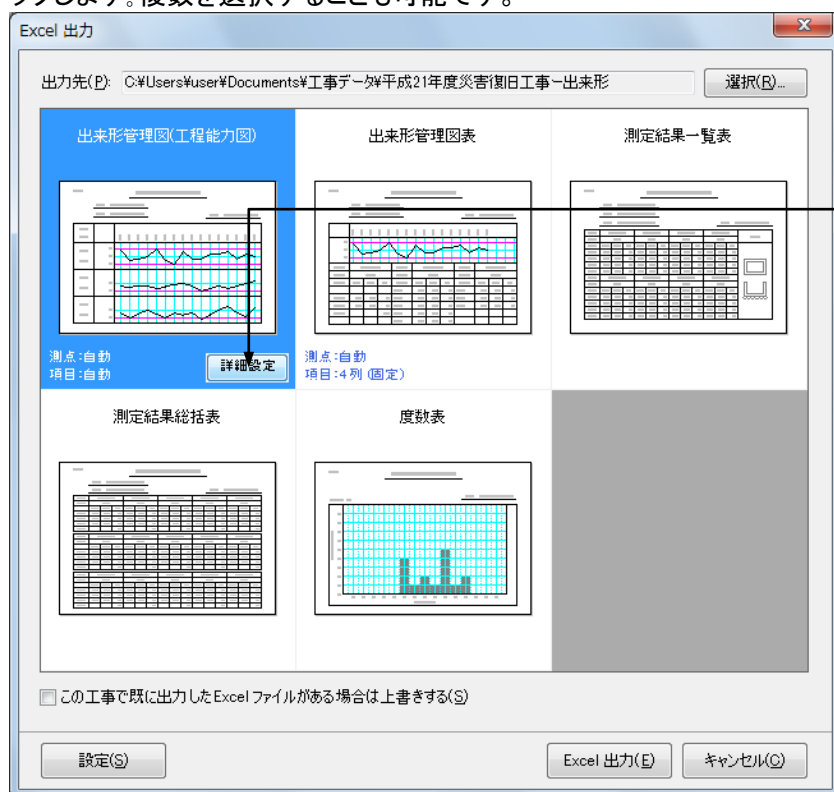 ックします。複数を選択することも可能です。
Excel 出力
出力先(P): C:¥Users¥user¥Documents¥工事データ¥平成21年度災害復旧工事ー出来形 選択(R)...
出来形管理図(工程能力図) 出来形管理図表 測定結果一覧表
測点:自動 測点:自動
項目:自動 詳細設定 項目:4列(固定)
測定結果総括表 度数表
この工事で既に出力したExcelファイルがある場合は上書きする(S)
設定(S) Excel 出力(E) キャンセル(C)